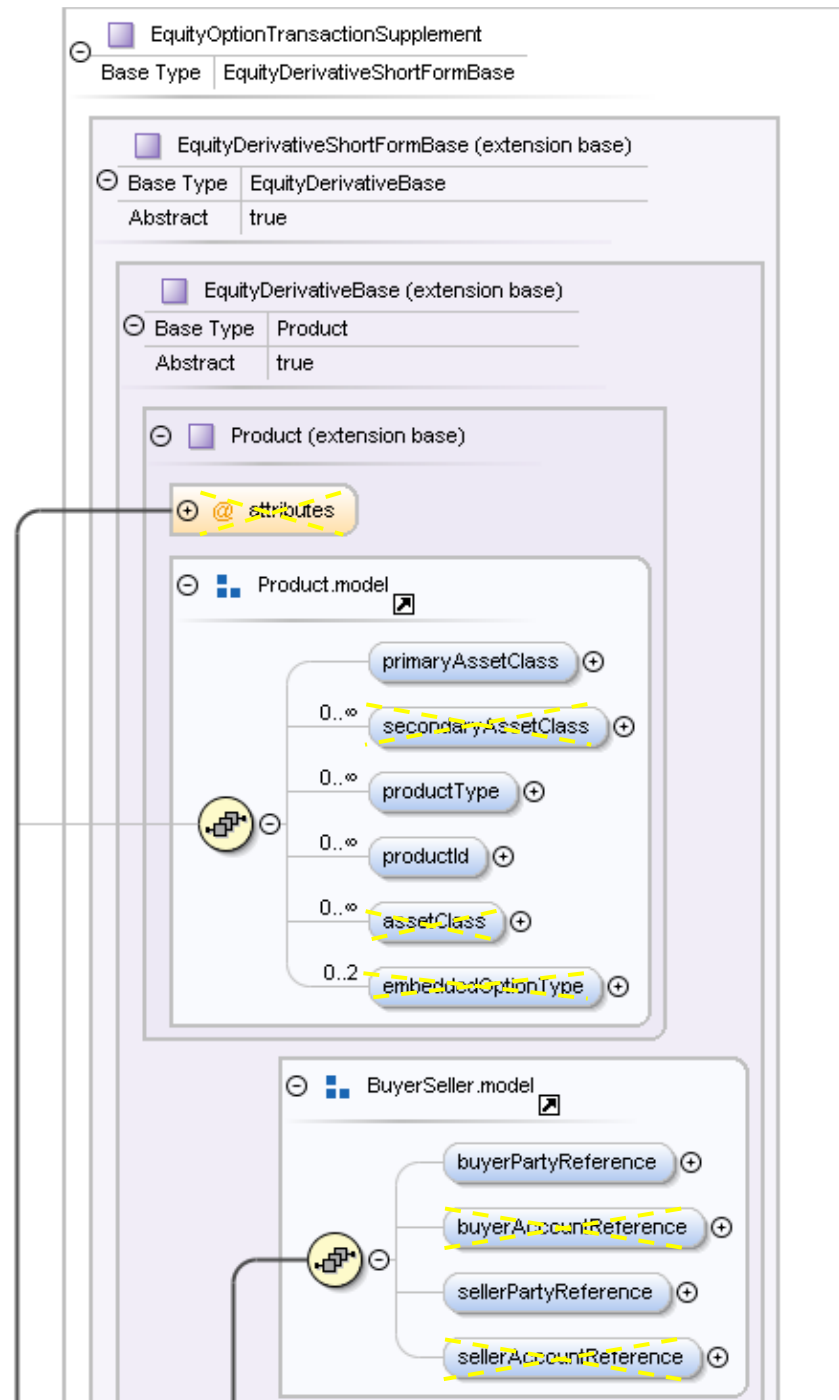 EquityOptionTransactionSupplement
Base Type EquityDerivativeShortFormBase
EquityDerivativeShortFormBase (extension base)
Base Type EquityDerivativeBase
Abstract true
EquityDerivativeBase (extension base)
Base Type Product
Abstract true
Product (extension base)
@ attributes
Product.model
primaryAssetClass
0..∞ secondaryAssetClass
0..∞ productType
0..∞ productId
0..∞ assetClass
0..2 embeddedOptionType
BuyerSeller.model
buyerPartyReference
buyerAccountReference
sellerPartyReference
sellerAccountReference